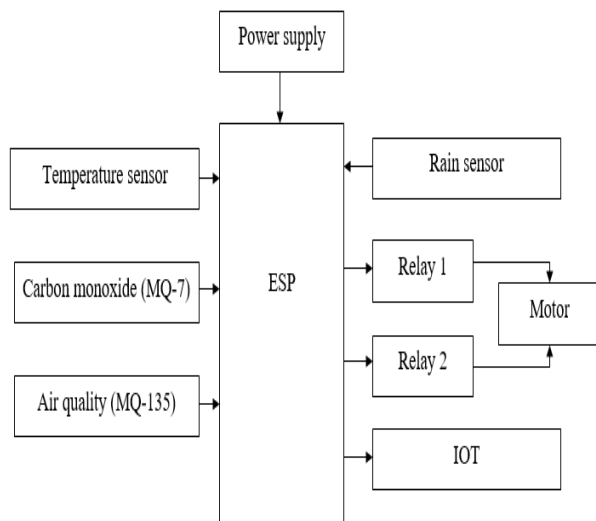 Power supply
Temperature sensor
Rain sensor
Carbon monoxide (MQ-7)
ESP
Relay 1
Motor
Relay 2
Air quality (MQ-135)
IOT